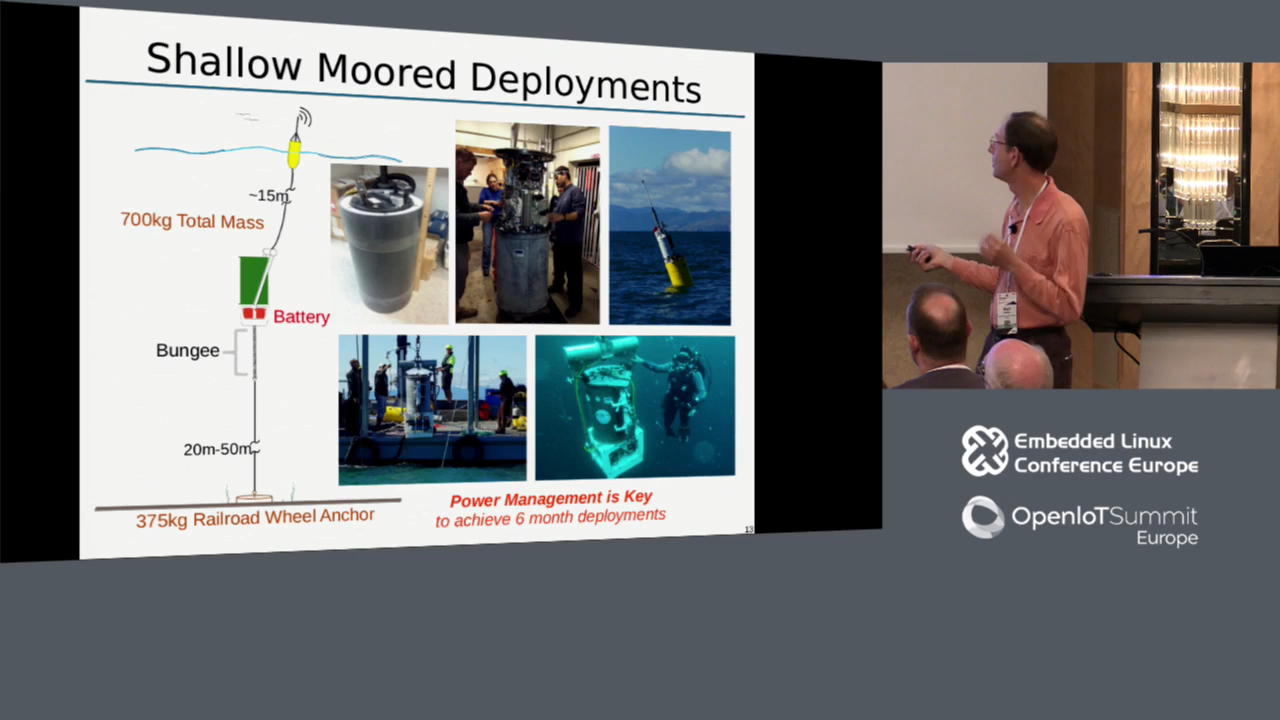 Shallow Moored Deployments
~15m
700kg Total Mass
Battery
Bungee
20m-50m
375kg Railroad Wheel Anchor
Power Management is Key
to achieve 6 month deployments
13
Embedded Linux
Conference Europe
OpenIoTSummit
Europe